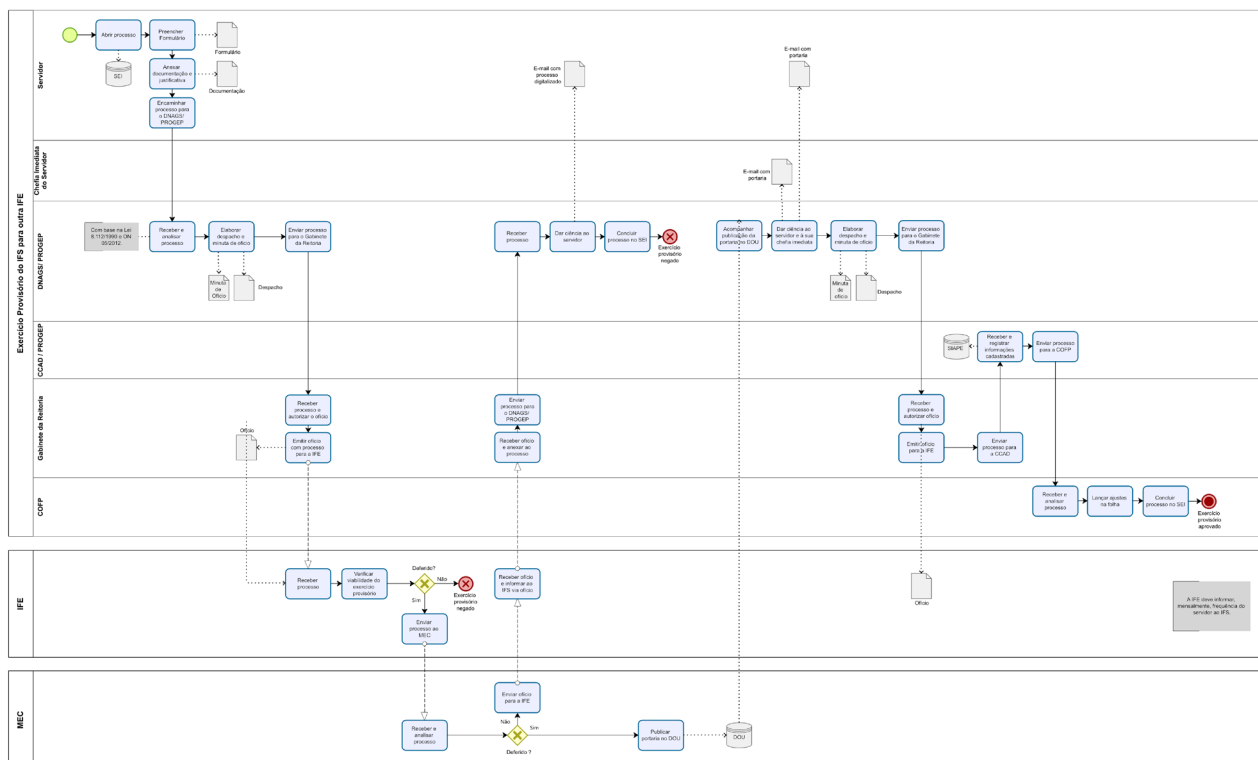 Exercício Provisório do IFS para outra IFE
Servidor
Abrir processo
SEI
Preencher
Formulário
Formulário
Anexar
documentação e
justificativa
Documentação
Encaminhar
processo para
o DNAGS/
PROGEP
E-mail com
processo
digitalizado
E-mail com
portaria
Chefia Imediata
do Servidor
E-mail com
portaria
DNAGS/ PROGEP
Com base na Lei
8.112/1990 e ON
05/2012.
Receber e
analisar
processo
Elaborar
despacho e
minuta de ofício
Enviar processo
para o Gabinete
da Reitoria
Minuta
de
Ofício
Despacho
Receber
processo
Dar ciência ao
servidor
Concluir
processo no SEI
Exercício
provisório
negado
Acompanhar
publicação da
portaria no DOU
Dar ciência ao
servidor e à sua
chefia imediata
Elaborar
despacho e
minuta de ofício
Enviar processo
para o Gabinete
da Reitoria
Minuta
de
ofício
Despacho
CCAD / PROGEP
SIAPE
Receber e
registrar
informações
cadastradas
Enviar processo
para a COFP
Gabinete da Reitoria
Receber
processo e
autorizar o ofício
Ofício
Emitir ofício
com processo
para a IFE
Enviar
processo para
o DNAGS/
PROGEP
Receber ofício
e anexar ao
processo
Receber
processo e
autorizar ofício
Emitir ofício
para a IFE
Enviar
processo para
a CCAD
COFP
Receber e
analisar
processo
Lançar ajustes
na folha
Concluir
processo no SEI
Exercício
provisório
aprovado
IFE
Receber
processo
Verificar
viabilidade do
exercício
provisório
Deferido?
Não
Sim
Exercício
provisório
negado
Enviar
processo ao
MEC
Receber ofício
e informar ao
IFS via ofício
Ofício
A IFE deve informar,
mensalmente, frequência do
servidor ao IFS.
MEC
Receber e
analisar
processo
Enviar ofício
para a IFE
Não
Sim
Deferido ?
Publicar
portaria no DOU
DOU